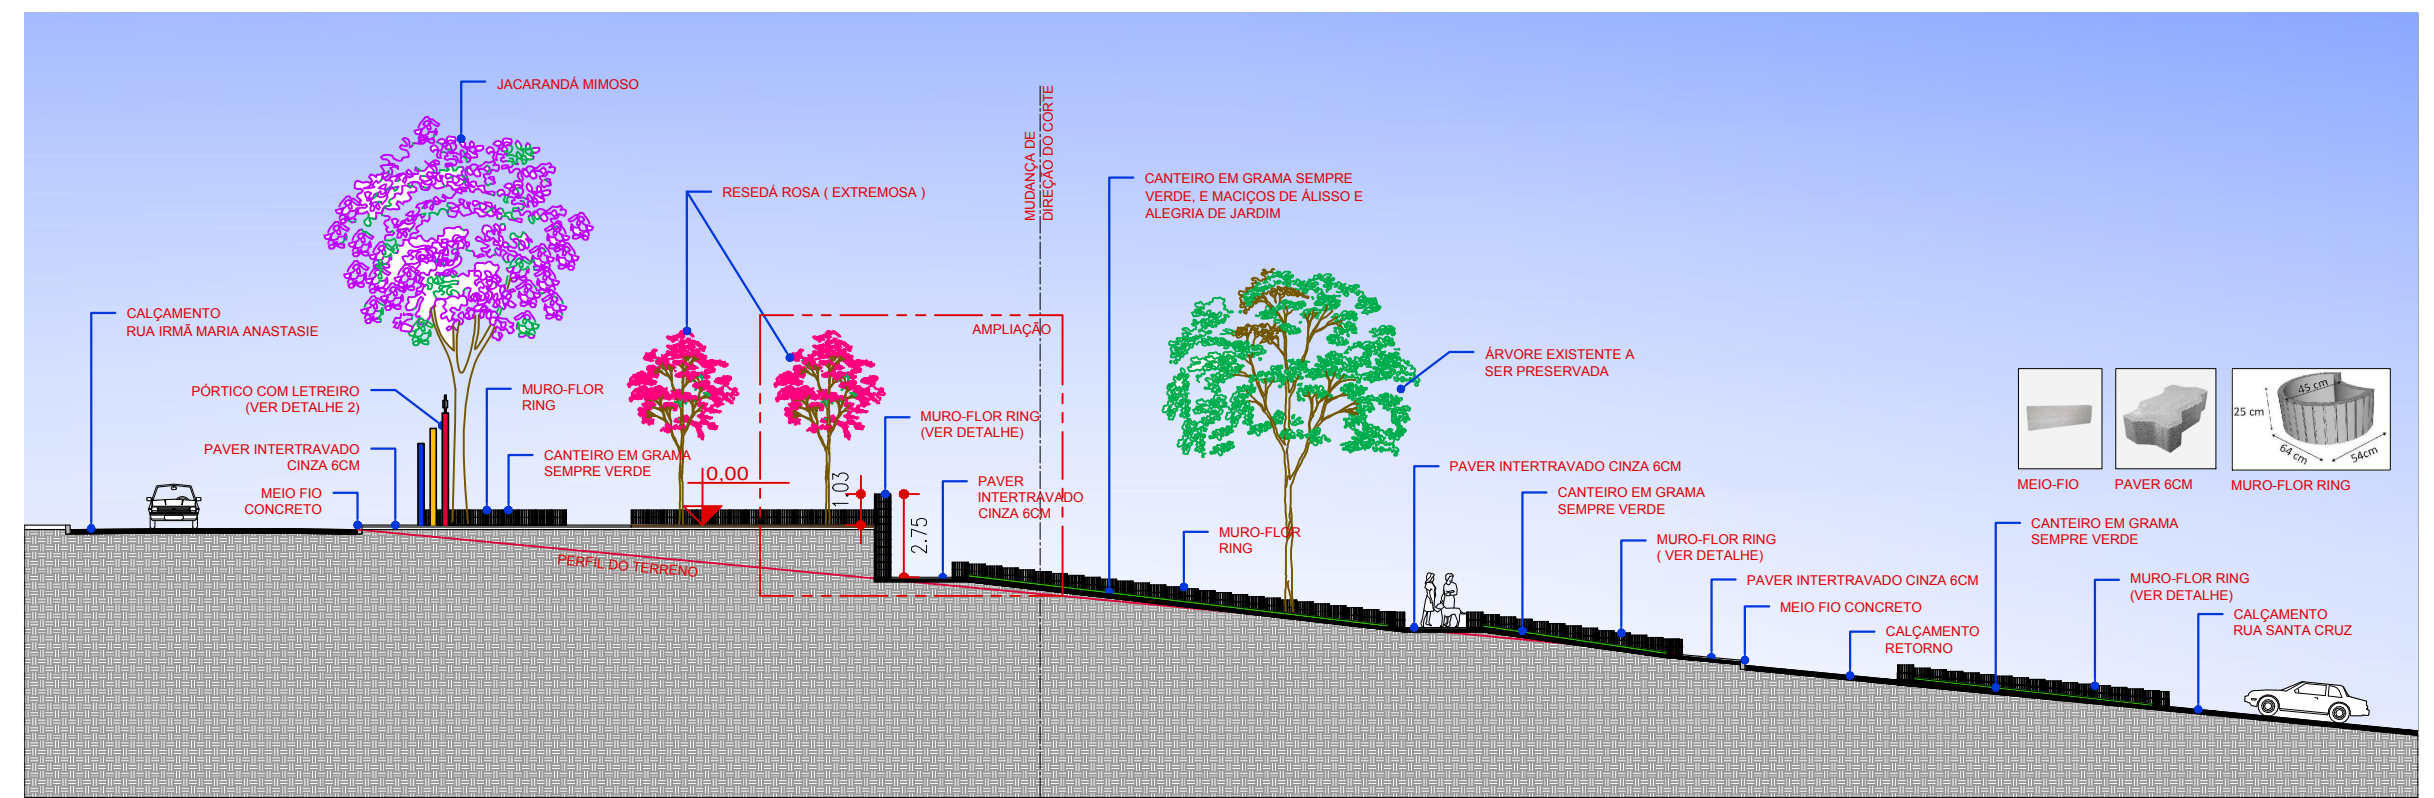 JACARANDÁ MIMOSO
RESEDÁ ROSA ( EXTREMOSA )
MUDANÇA DE
DIREÇÃO DO CORTE
CANTEIRO EM GRAMA SEMPRE
VERDE, E MACIÇOS DE ÁLISSO E
ALEGRIA DE JARDIM
CALÇAMENTO
RUA IRMÃ MARIA ANASTASIE
AMPLIAÇÃO
ÁRVORE EXISTENTE A
SER PRESERVADA
PÓRTICO COM LETREIRO
(VER DETALHE 2)
MURO-FLOR
RING
MURO-FLOR RING
(VER DETALHE)
PAVER INTERTRAVADO
CINZA 6CM
CANTEIRO EM GRAMA
SEMPRE VERDE
0,00
1.03
2.75
MEIO FIO
CONCRETO
PAVER
INTERTRAVADO
CINZA 6CM
PERFIL DO TERRENO
MURO-FLOR
RING
PAVER INTERTRAVADO CINZA 6CM
CANTEIRO EM GRAMA
SEMPRE VERDE
MURO-FLOR RING
( VER DETALHE)
PAVER INTERTRAVADO CINZA 6CM
MEIO FIO CONCRETO
CALÇAMENTO
RETORNO
45 cm
25 cm
64 cm
54cm
MEIO-FIO
PAVER 6CM
MURO-FLOR RING
CANTEIRO EM GRAMA
SEMPRE VERDE
MURO-FLOR RING
(VER DETALHE)
CALÇAMENTO
RUA SANTA CRUZ